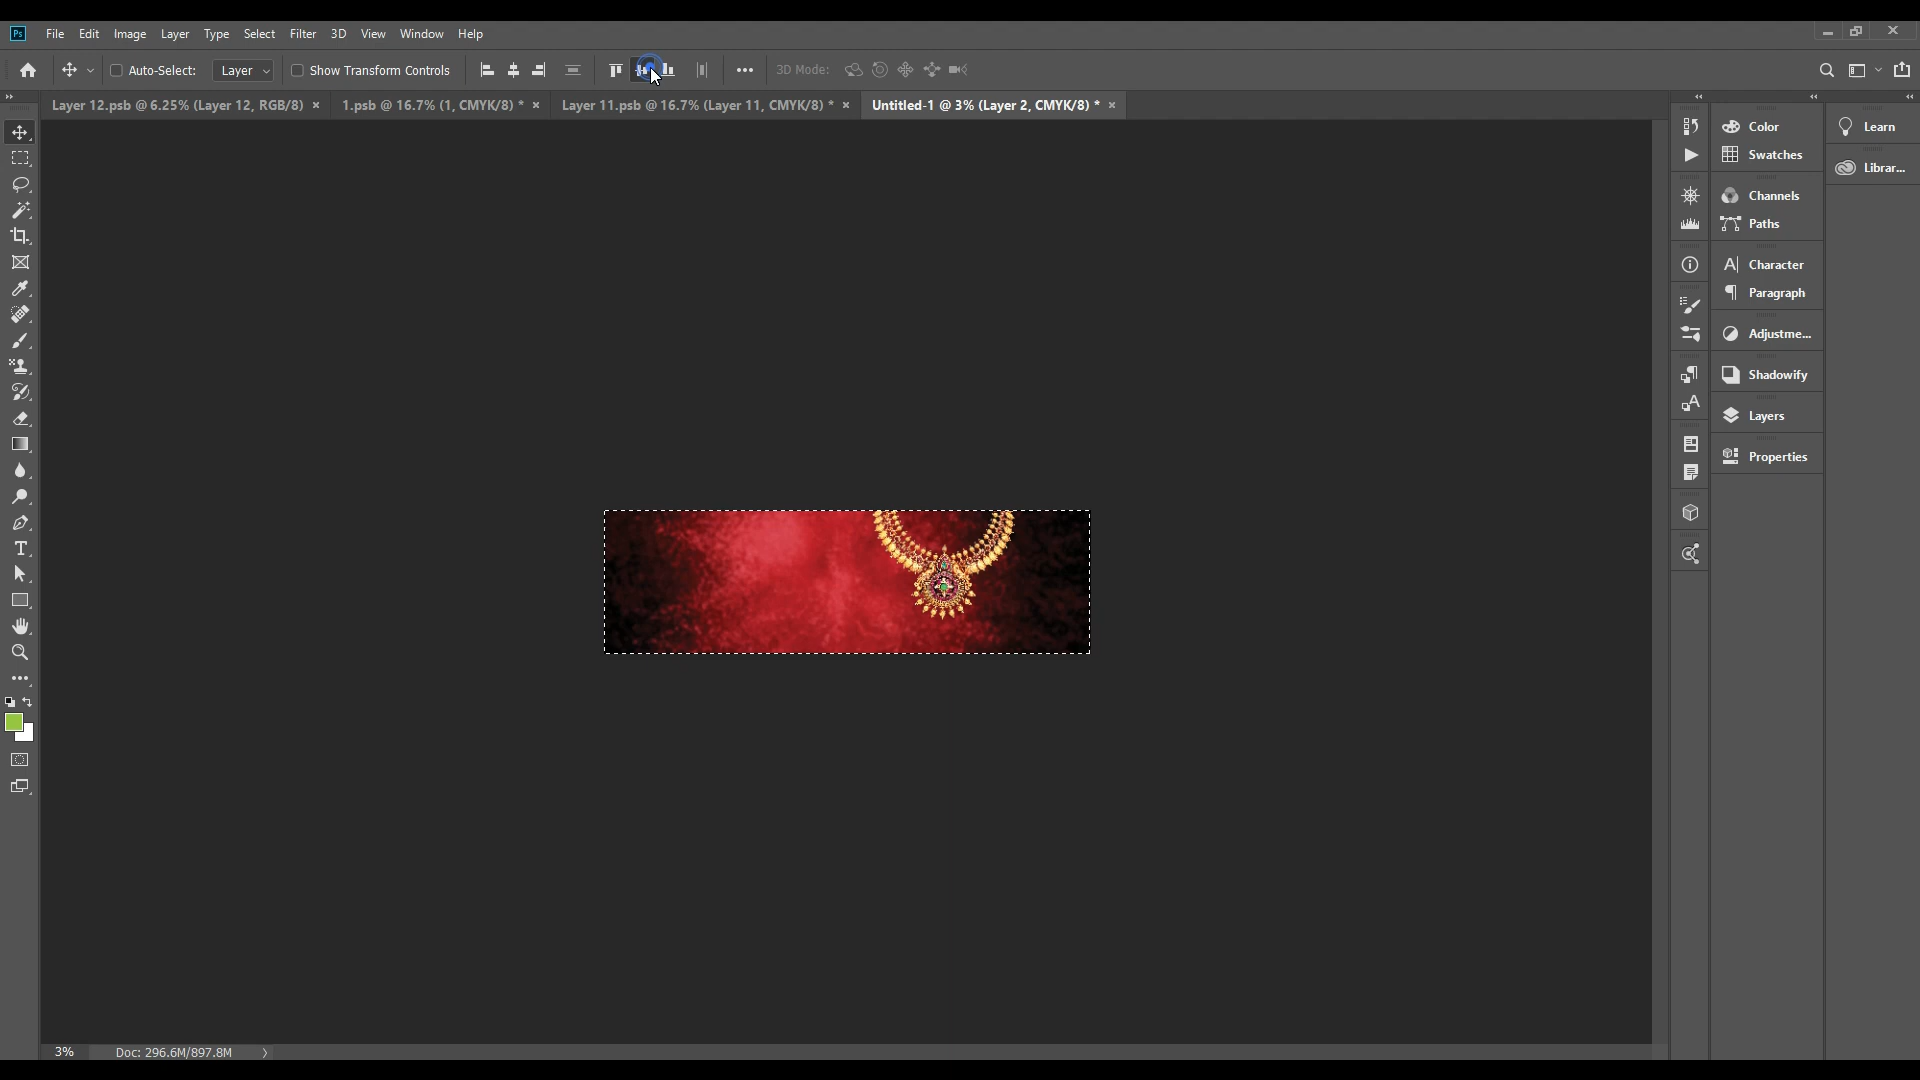 Ps File Edit Image Layer Type Select Filter 3D View Window Help
Auto-Select: Layer Show Transform Controls 3D Mode:
Layer 12.psb @ 6.25% (Layer 12, RGB/8) 1.psb @ 16.7% (1, CMYK/8) * Layer 11.psb @ 16.7% (Layer 11, CMYK/8) * Untitled-1 @ 3% (Layer 2, CMYK/8) *
Color
Swatches
Channels
Paths
Character
Paragraph
Adjustme...
Shadowify
Layers
Properties
Learn
Librar...
3% Doc: 296.6M/897.8M